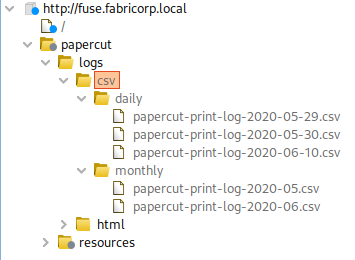 http://fuse.fabricorp.local
/
papercut
logs
csv
daily
papercut-print-log-2020-05-29.csv
papercut-print-log-2020-05-30.csv
papercut-print-log-2020-06-10.csv
monthly
papercut-print-log-2020-05.csv
papercut-print-log-2020-06.csv
html
resources